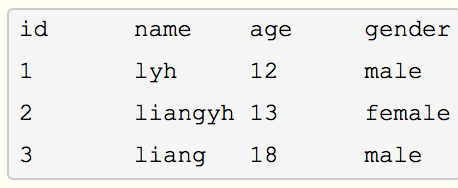 id name age gender
1 lyh 12 male
2 liangyh 13 female
3 liang 18 male